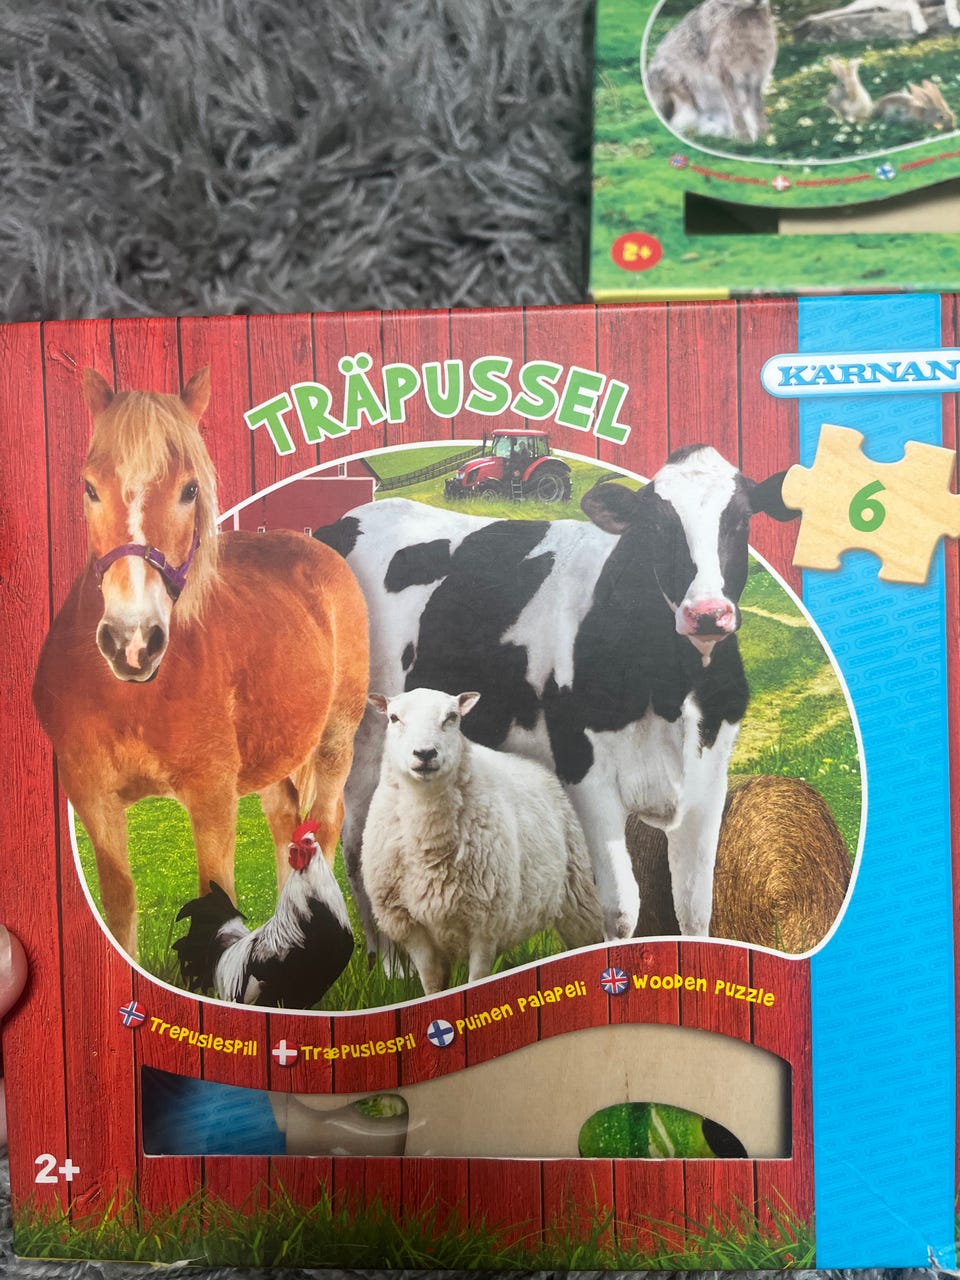 2+
TRÄPUSSEL
KÄRNAN
6
Trepuslespill
Træpuslespil
Puinen palapeli
Wooden puzzle
2+